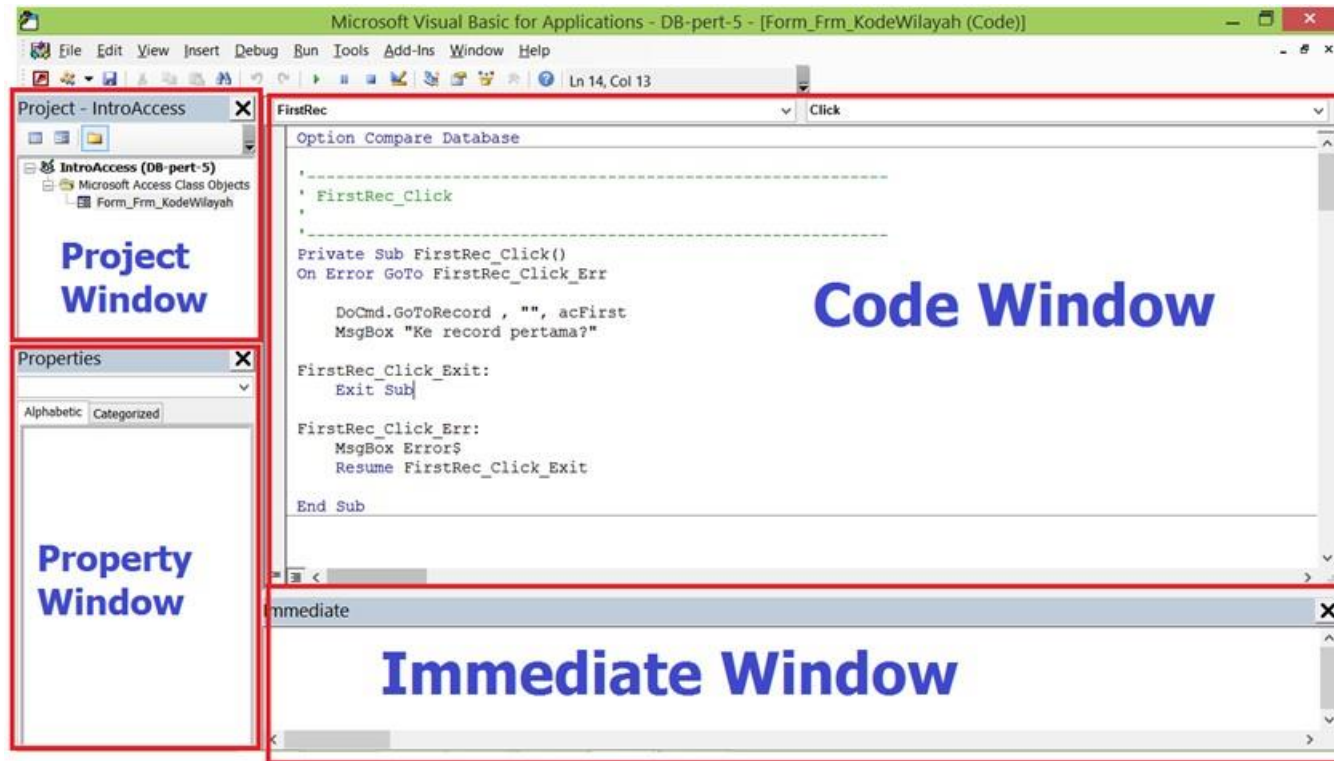 Microsoft Visual Basic for Applications - DB-pert-5 - [Form_Frm_KodeWilayah (Code)]
File Edit View Insert Debug Run Tools Add-Ins Window Help
Ln 14, Col 13
Project - IntroAccess
IntroAccess (DB-pert-5)
Microsoft Access Class Objects
Form_Frm_KodeWilayah
Project
Window
Properties
Alphabetic Categorized
Property
Window
FirstRec Click
Option Compare Database
'------------------------------------------------------------
' FirstRec_Click
'
'------------------------------------------------------------
Private Sub FirstRec_Click()
On Error GoTo FirstRec_Click_Err
DoCmd.GoToRecord , "", acFirst
MsgBox "Ke record pertama?"
FirstRec_Click_Exit:
Exit Sub
FirstRec_Click_Err:
MsgBox Error$
Resume FirstRec_Click_Exit
End Sub
Code Window
Immediate
Immediate Window